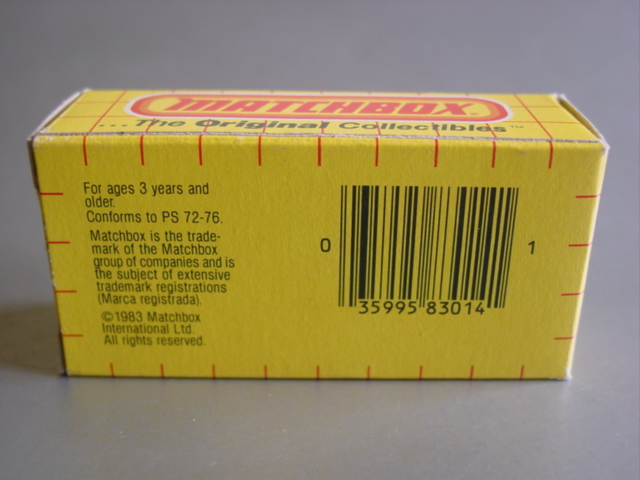 MATCHBOX
...The Original Collectibles™
For ages 3 years and
older.
Conforms to PS 72-76.
Matchbox is the trade-
mark of the Matchbox
group of companies and is
the subject of extensive
trademark registrations
(Marca registrada).
©1983 Matchbox
International Ltd.
All rights reserved.
0 35995 83014 1